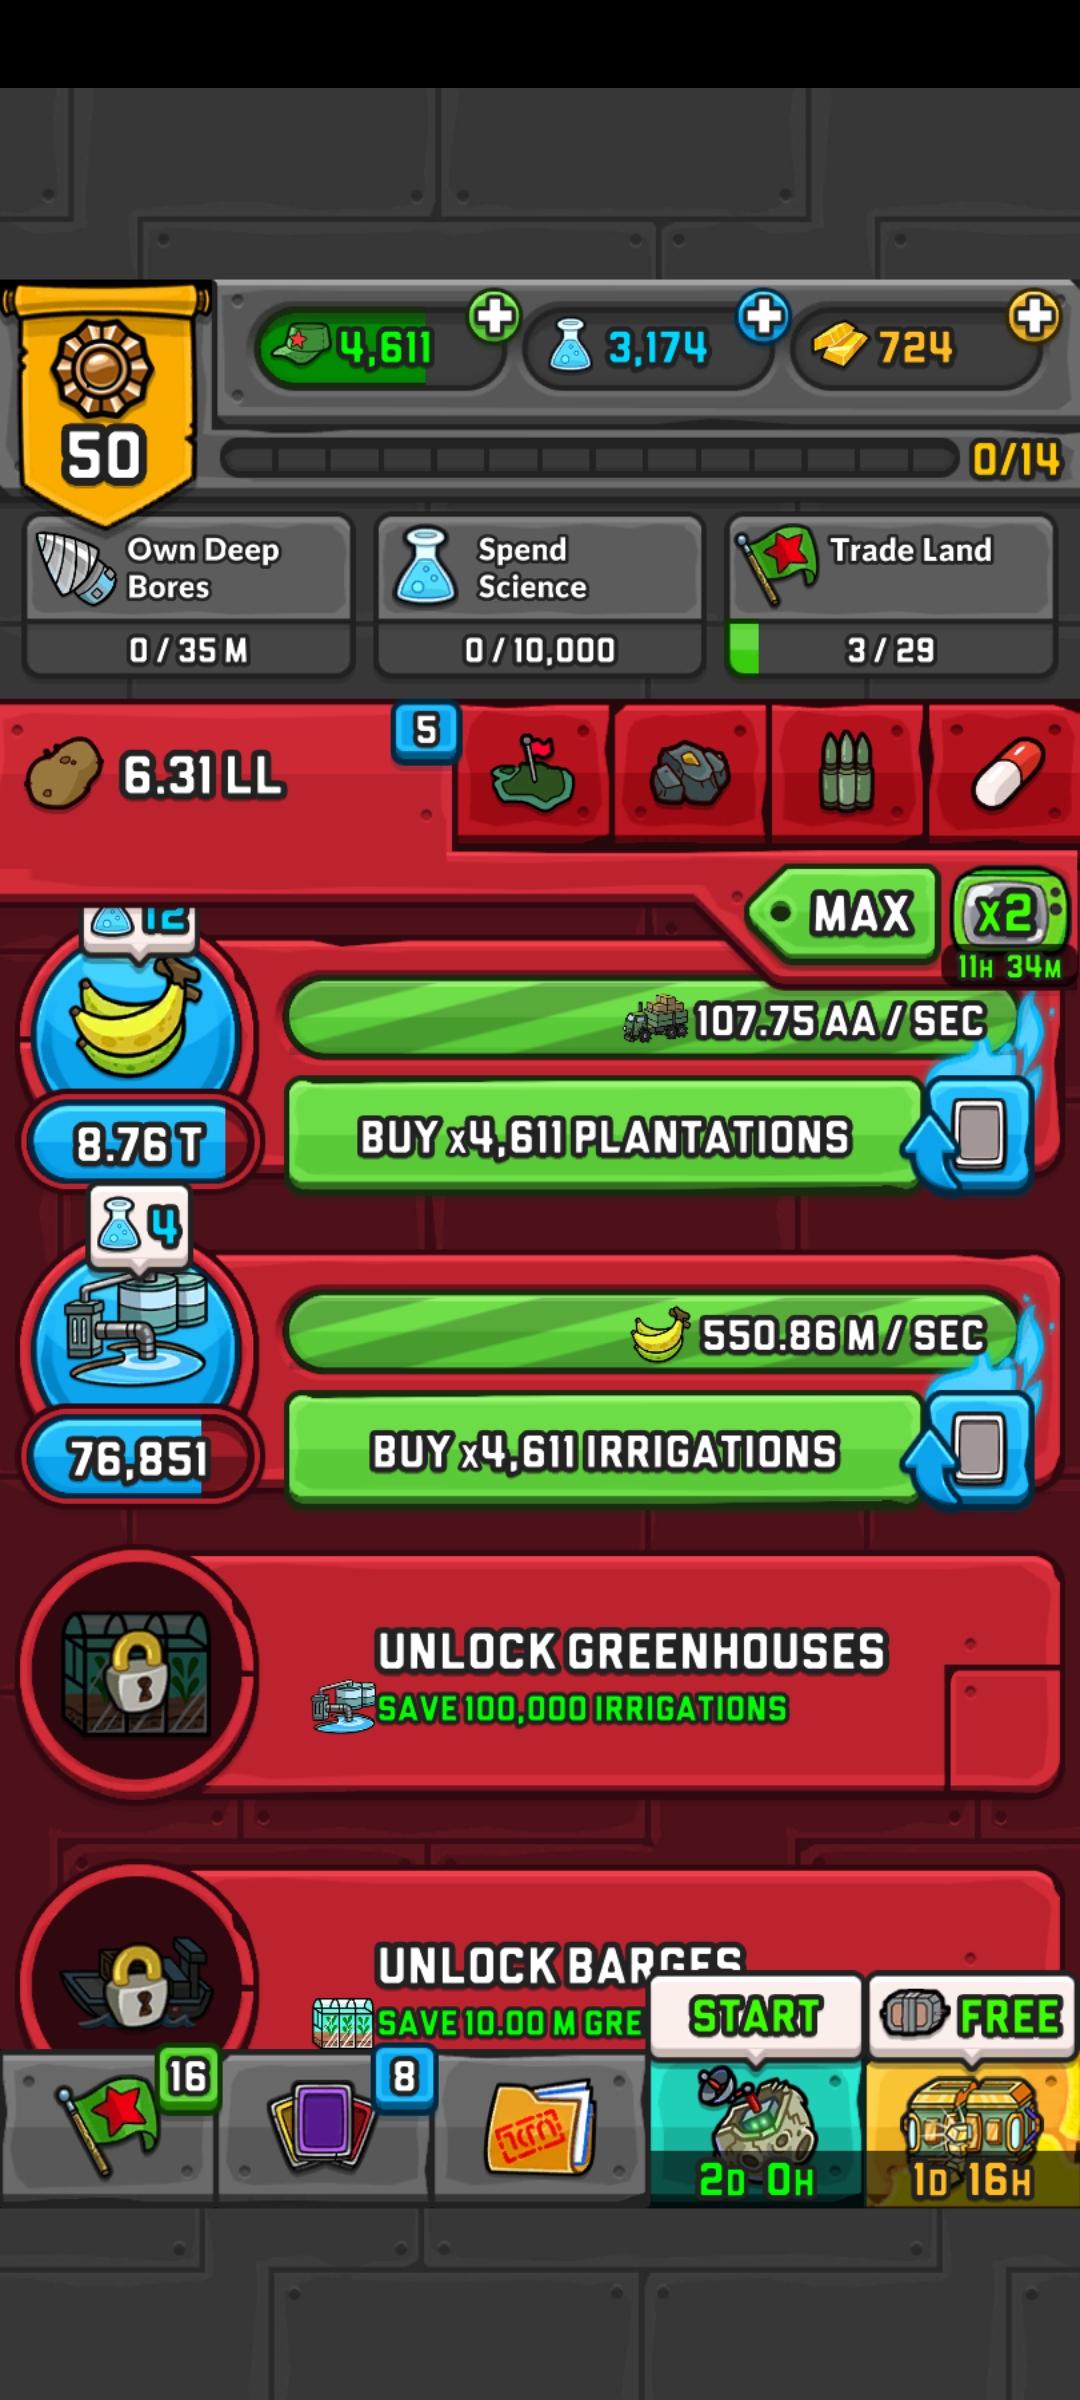 4,611
3,174
724
50
0/14
Own Deep
Bores
0 / 35 M
Spend
Science
0 / 10,000
Trade Land
3 / 29
6.31 LL
5
MAX
x2
11H 34M
12
107.75 AA / SEC
8.76 T
BUY x4,611 PLANTATIONS
4
550.86 M / SEC
76,851
BUY x4,611 IRRIGATIONS
UNLOCK GREENHOUSES
SAVE 100,000 IRRIGATIONS
UNLOCK BARGES
SAVE 10.00 M GRE
START
FREE
16
8
2D 0H
1D 16H